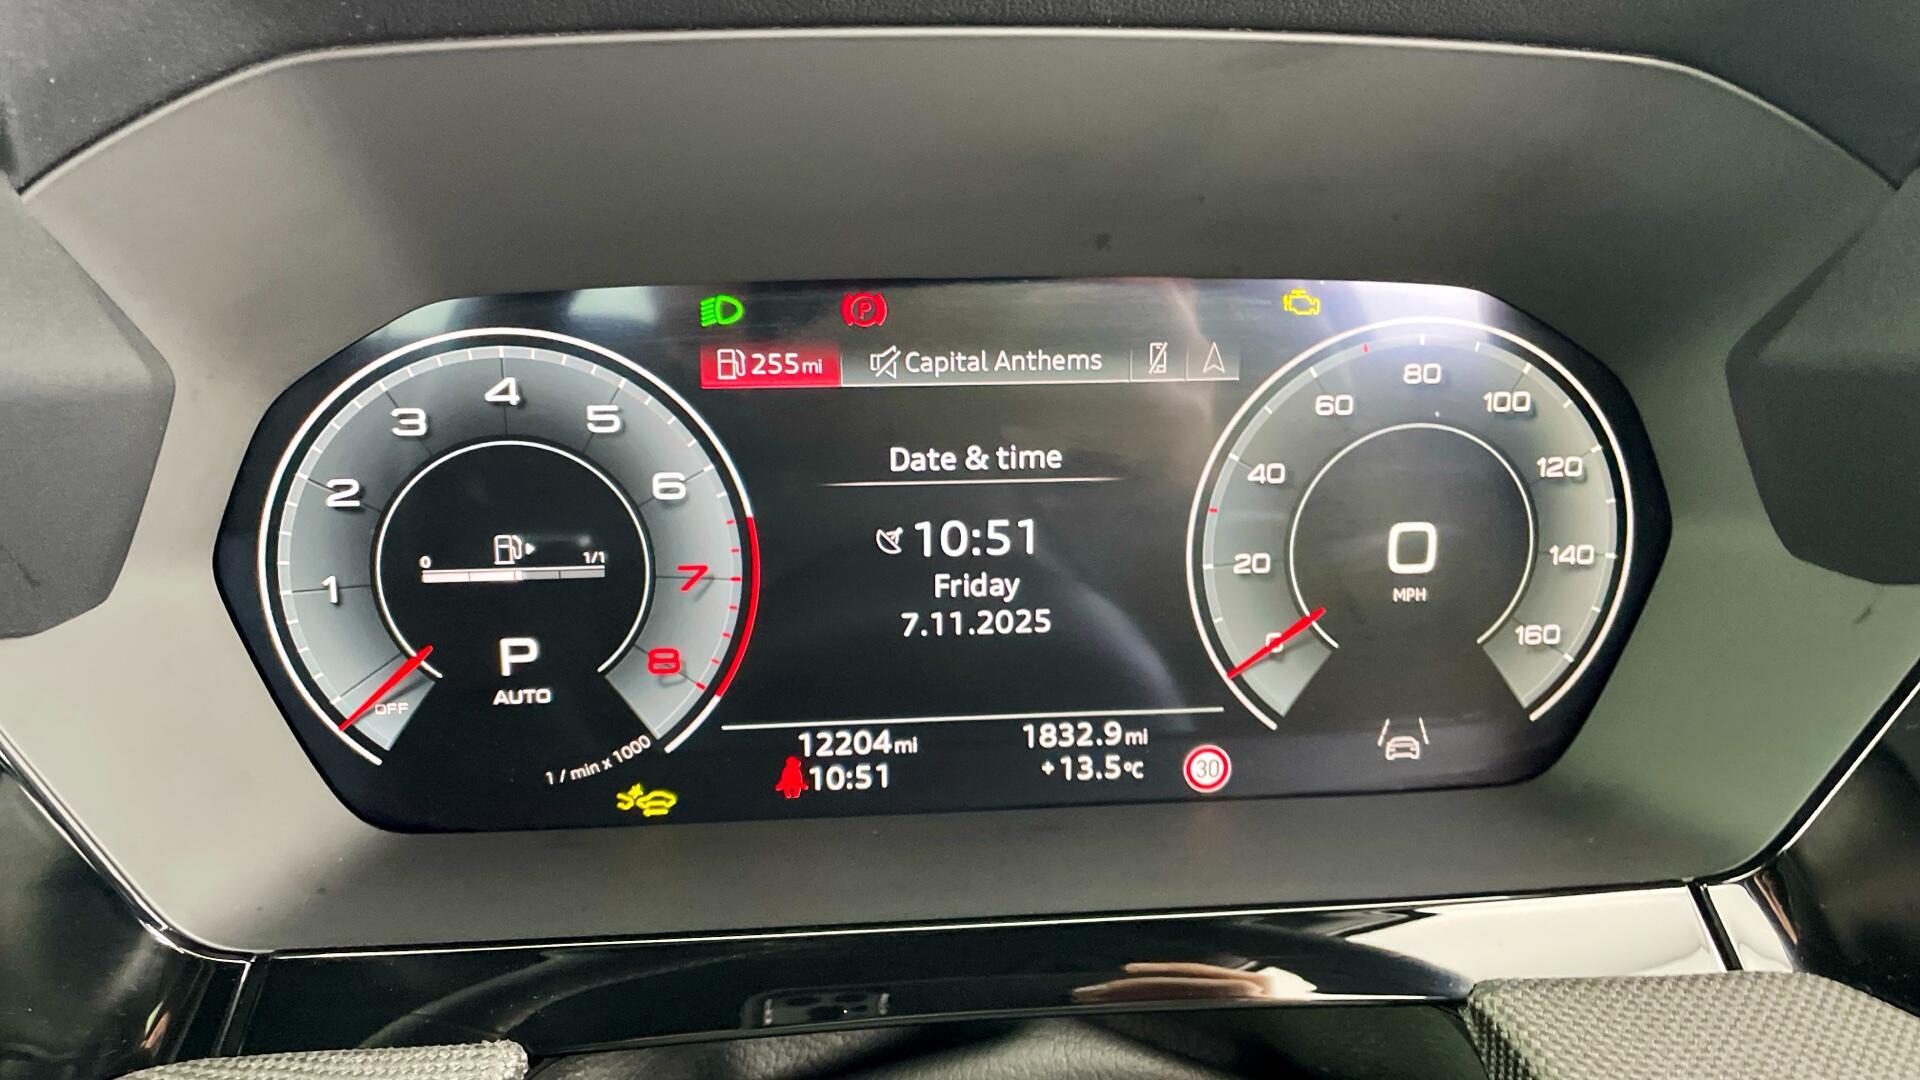 255mi
Capital Anthems
Date & time
10:51
Friday
7.11.2025
12204mi
10:51
1832.9mi
+13.5°C
30
1
2
3
4
5
6
7
8
OFF
0
1/1
P
AUTO
1 / min x 1000
P
0
20
40
60
80
100
120
140
160
0
MPH